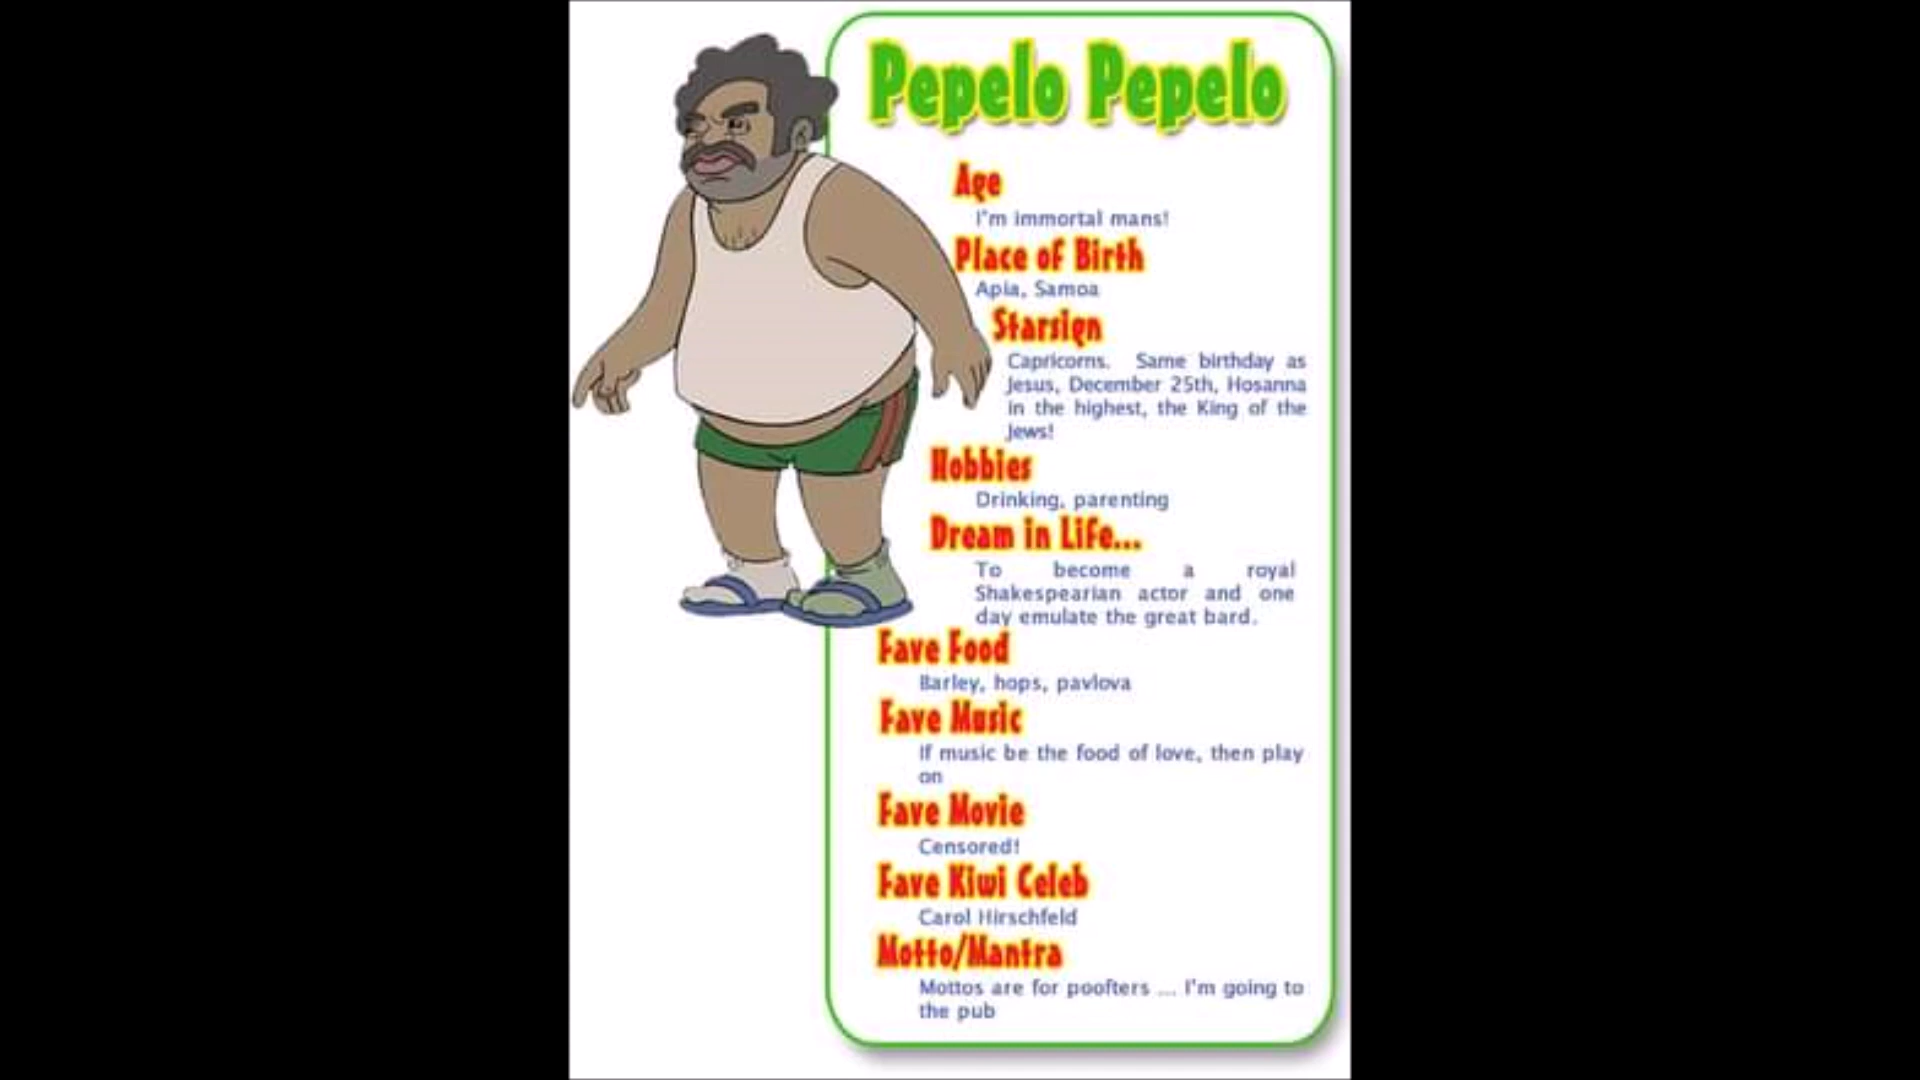 Pepelo Pepelo
Age
I'm immortal mans!
Place of Birth
Apia, Samoa
Starsign
Capricorns. Same birthday as
Jesus, December 25th, Hosanna
in the highest, the King of the
Jews!
Hobbies
Drinking, parenting
Dream in Life...
To become a royal
Shakespearian actor and one
day emulate the great bard.
Fave Food
Barley, hops, pavlova
Fave Music
If music be the food of love, then play
on
Fave Movie
Censored!
Fave Kiwi Celeb
Carol Hirschfeld
Motto/Mantra
Mottos are for poofters ... I'm going to
the pub